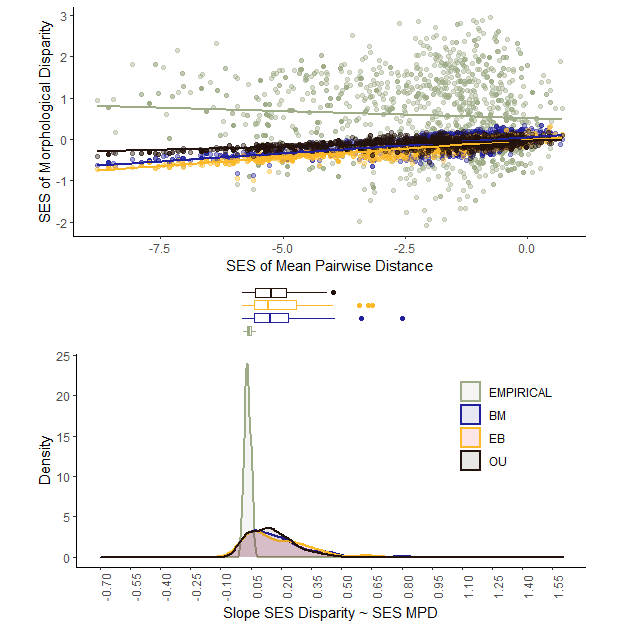 3
2
1
0
-1
-2
SES of Morphological Disparity
-7.5 -5.0 -2.5 0.0
SES of Mean Pairwise Distance
25
20
15
10
5
0
Density
EMPIRICAL
BM
EB
OU
-0.70 -0.55 -0.40 -0.25 -0.10 0.05 0.20 0.35 0.50 0.65 0.80 0.95 1.10 1.25 1.40 1.55
Slope SES Disparity ~ SES MPD